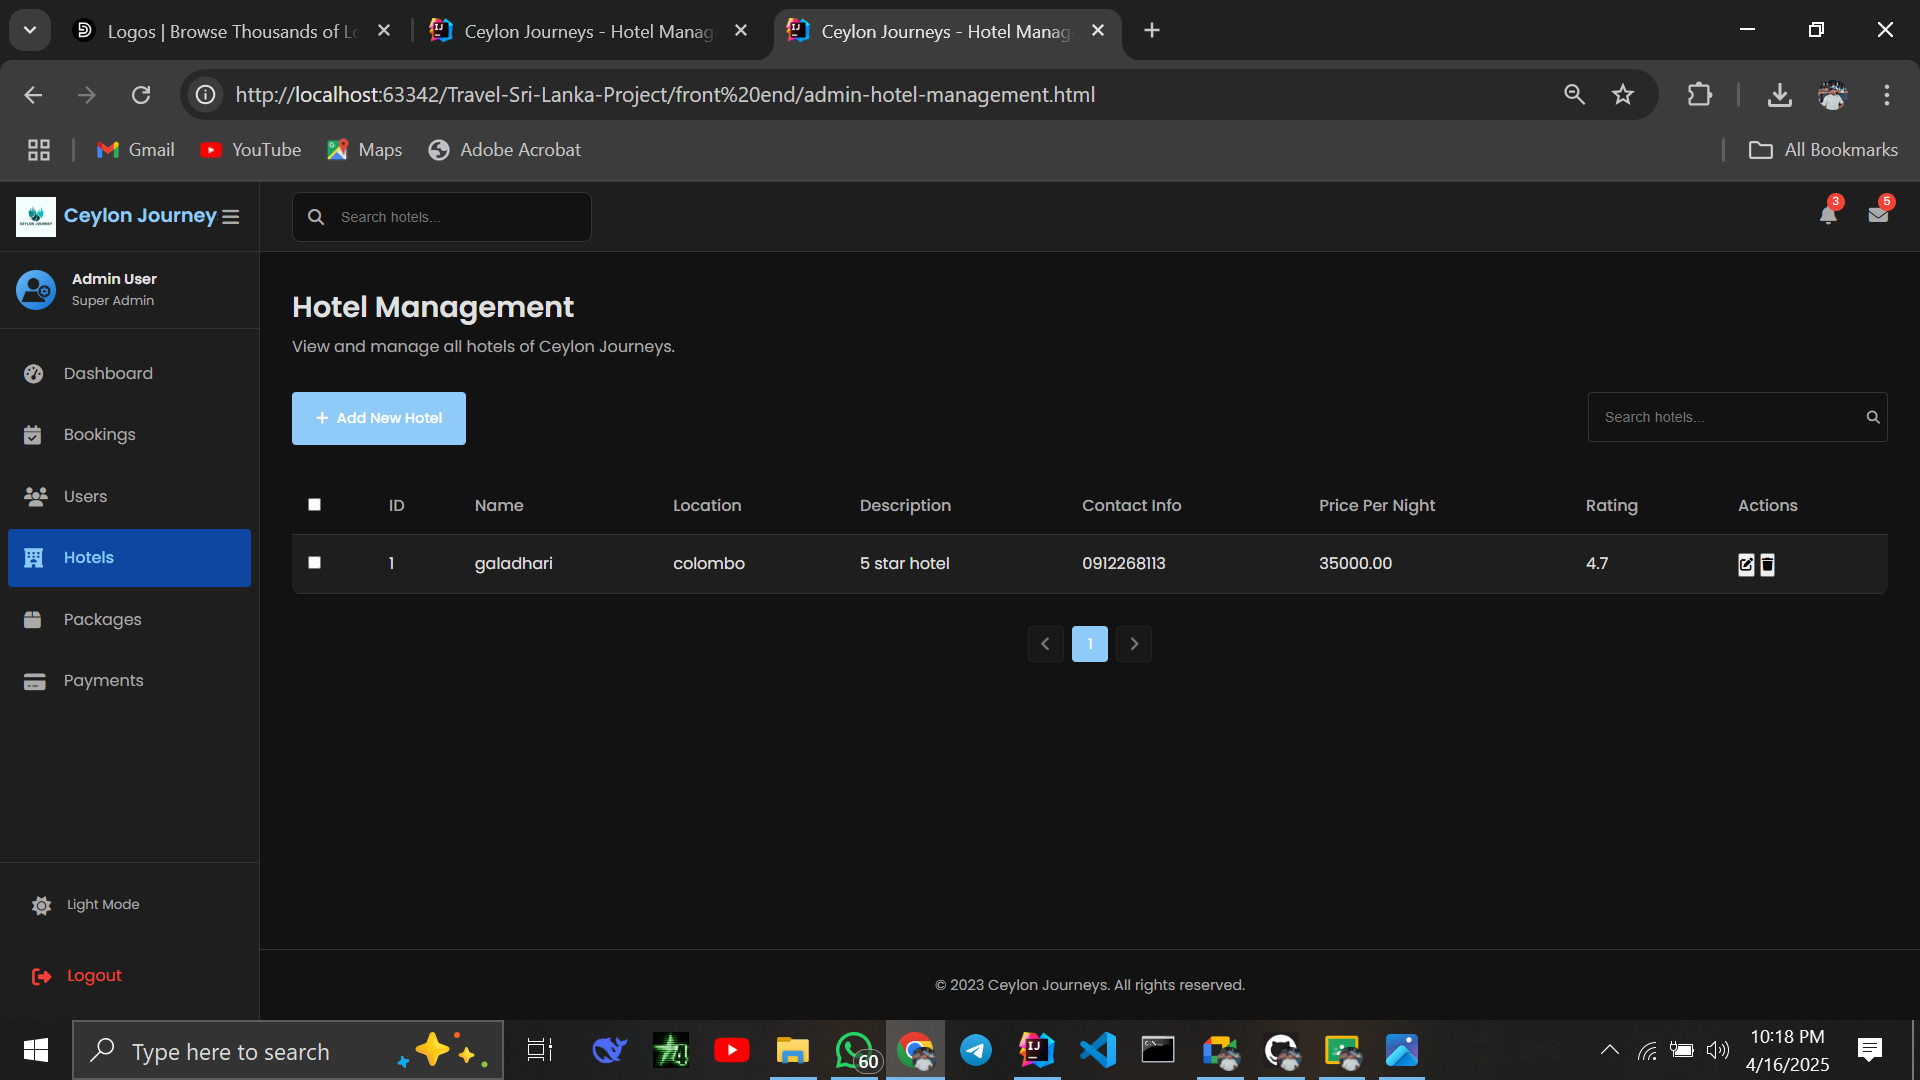 Logos | Browse Thousands of Lo
Ceylon Journeys - Hotel Manag
Ceylon Journeys - Hotel Manag
http://localhost:63342/Travel-Sri-Lanka-Project/front%20end/admin-hotel-management.html
Gmail
YouTube
Maps
Adobe Acrobat
All Bookmarks
CEYLON JOURNEY
Ceylon Journey
Search hotels...
3
5
Admin User
Super Admin
Dashboard
Bookings
Users
Hotels
Packages
Payments
Light Mode
Logout
Hotel Management
View and manage all hotels of Ceylon Journeys.
+ Add New Hotel
Search hotels...
ID Name Location Description Contact Info Price Per Night Rating Actions
1 galadhari colombo 5 star hotel 0912268113 35000.00 4.7
1
© 2023 Ceylon Journeys. All rights reserved.
Type here to search
60
10:18 PM
4/16/2025